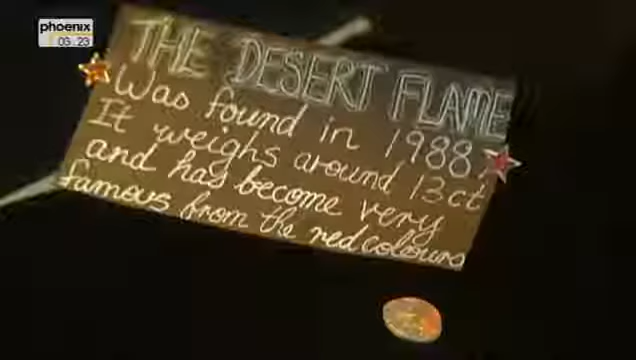 phoenix
03:23
THE DESERT FLAME
Was found in 1988.
It weighs around 13ct
and has become very
famous from the red colours